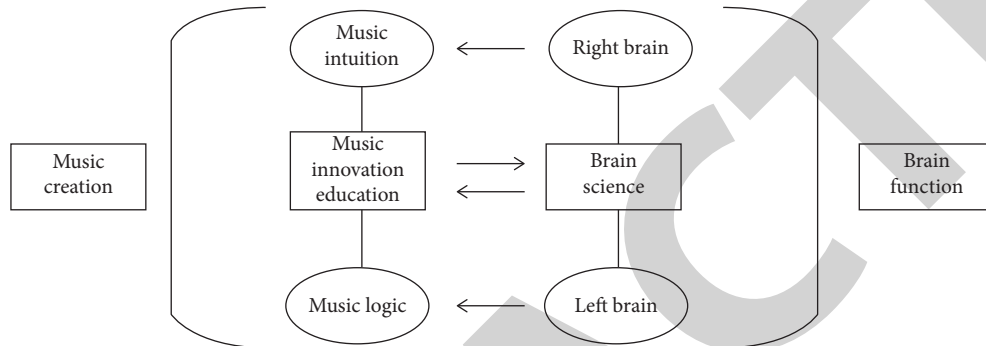 Music
intuition
Right brain
Music
creation
Music
innovation
education
Brain
science
Brain
function
Music logic
Left brain